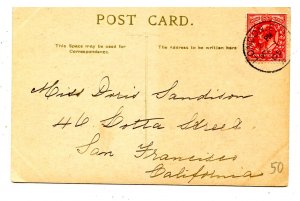 POST CARD.
This Space may be used for
Correspondence.
The Address to be written here
Miss Doris Sandison
46 Lotta Street.
San Francisco
California
50